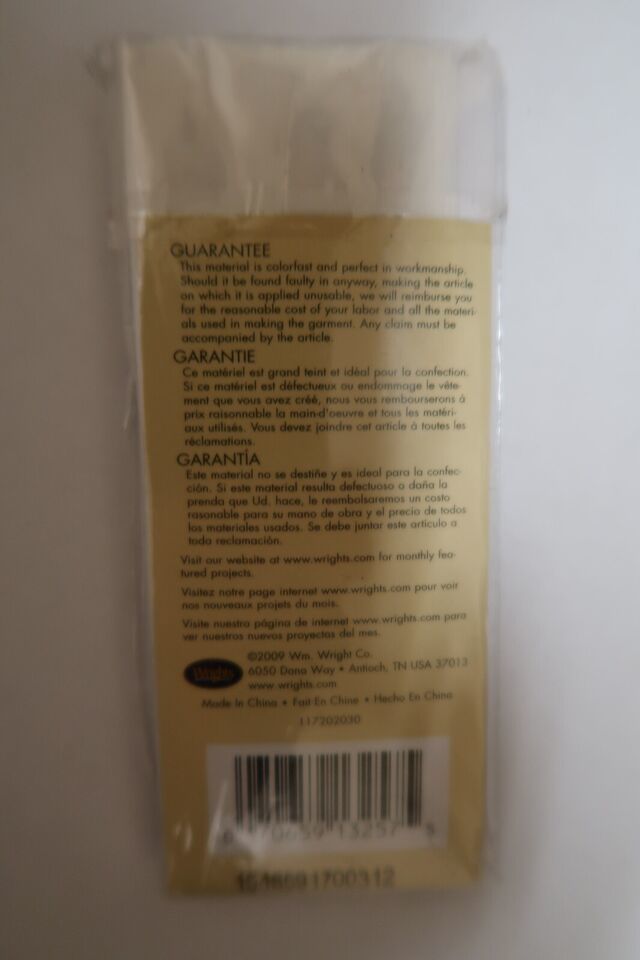 GUARANTEE
This material is colorfast and perfect in workmanship.
Should it be found faulty in anyway, making the article
on which it is applied unusable, we will reimburse you
for the reasonable cost of your labor and all the materi-
als used in making the garment. Any claim must be
accompanied by the article.
GARANTIE
Ce matériel est grand teint et idéal pour la confection.
Si ce matériel est défectueux ou endommage le vête-
ment que vous avez créé, nous vous rembourserons á
prix raisonnable la main-d'oeuvre et tous les matéri-
aux utilisés. Vous devez joindre cet article à toutes les
réclamations.
GARANTÍA
Este material no se destiñe y es ideal para la confec-
ción. Si este material resulta defectuoso o daña la
prenda que Ud. hace, le reembolsaremos un costo
rasonable para su mano de obra y el precio de todos
los materiales usados. Se debe juntar este articulo a
toda reclamación.
Visit our website at www.wrights.com for monthly fea-
tured projects.
Visitez notre page internet www.wrights.com pour voir
nos nouveaux projets du mois.
Visite nuestro página de internet www.wrights.com para
ver nuestros nuevos proyectos del mes.
Wrights
©2009 Wm. Wright Co.
6050 Dana Way • Antioch, TN USA 37013
www.wrights.com
Made in China • Fait En Chine • Hecho En China
117202030
70659 13257 5